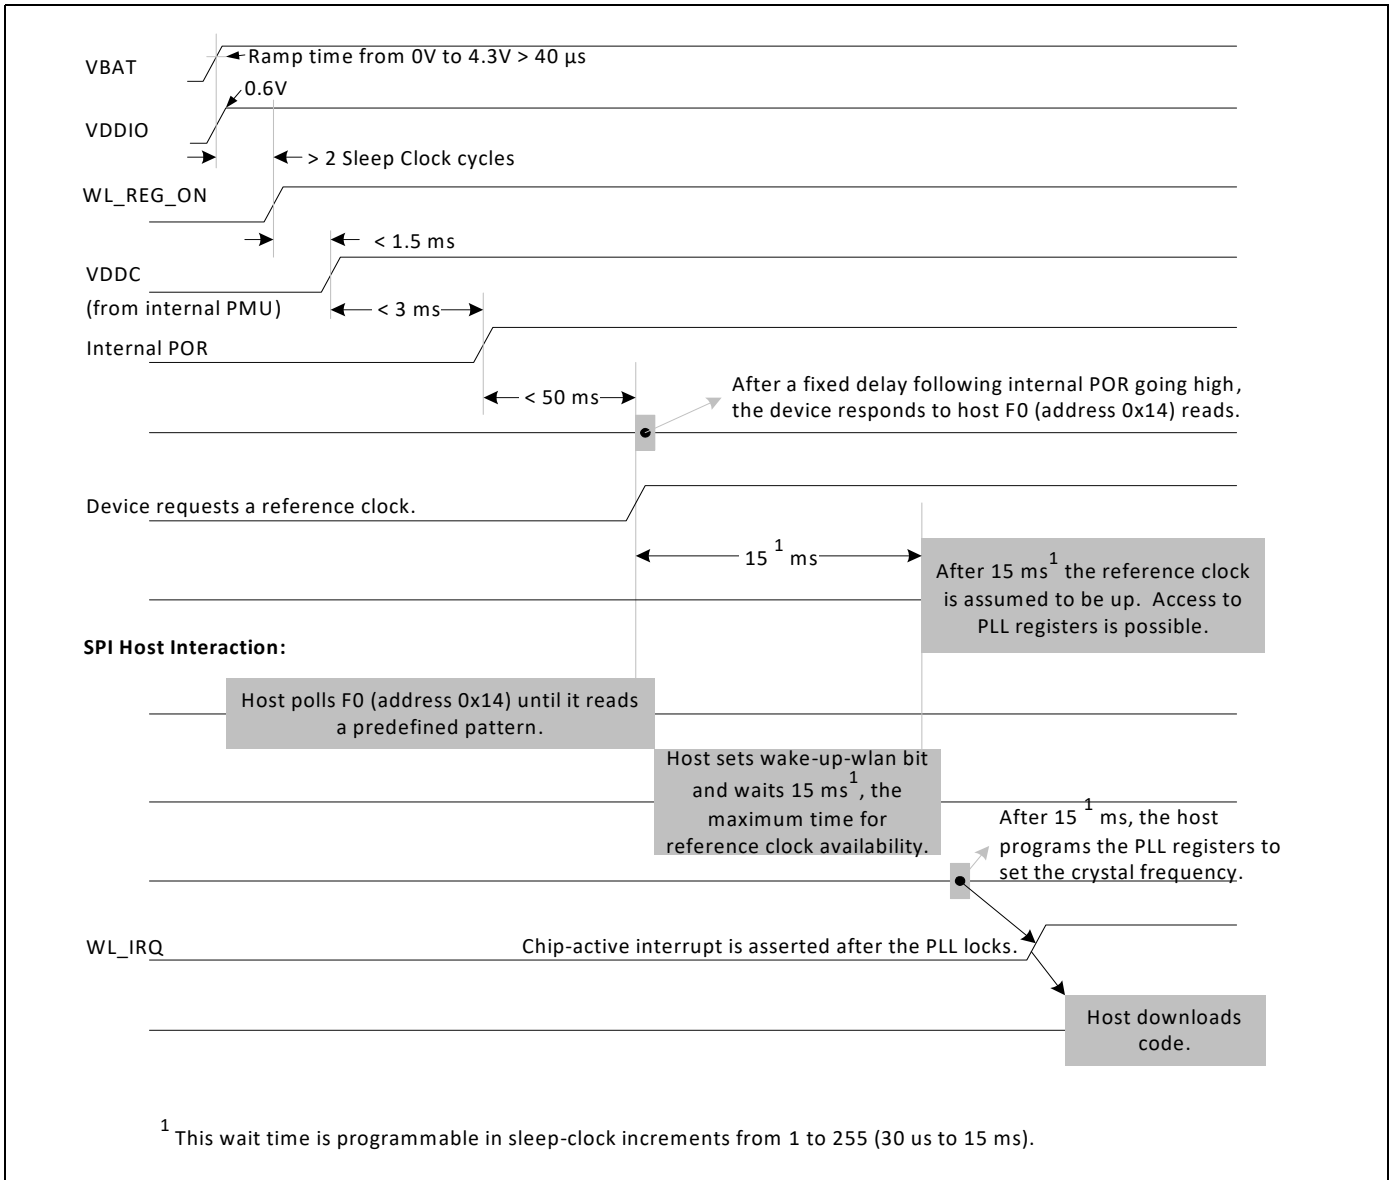 VBAT
Ramp time from 0V to 4.3V > 40 µs
0.6V
VDDIO
> 2 Sleep Clock cycles
WL_REG_ON
< 1.5 ms
VDDC
(from internal PMU)
< 3 ms
Internal POR
After a fixed delay following internal POR going high,
the device responds to host F0 (address 0x14) reads.
< 50 ms
Device requests a reference clock.
15 1 ms
After 15 ms1 the reference clock
is assumed to be up. Access to
PLL registers is possible.
SPI Host Interaction:
Host polls F0 (address 0x14) until it reads
a predefined pattern.
Host sets wake-up-wlan bit
and waits 15 ms1, the
maximum time for
reference clock availability.
After 15 1 ms, the host
programs the PLL registers to
set the crystal frequency.
WL_IRQ
Chip-active interrupt is asserted after the PLL locks.
Host downloads
code.
1 This wait time is programmable in sleep-clock increments from 1 to 255 (30 us to 15 ms).